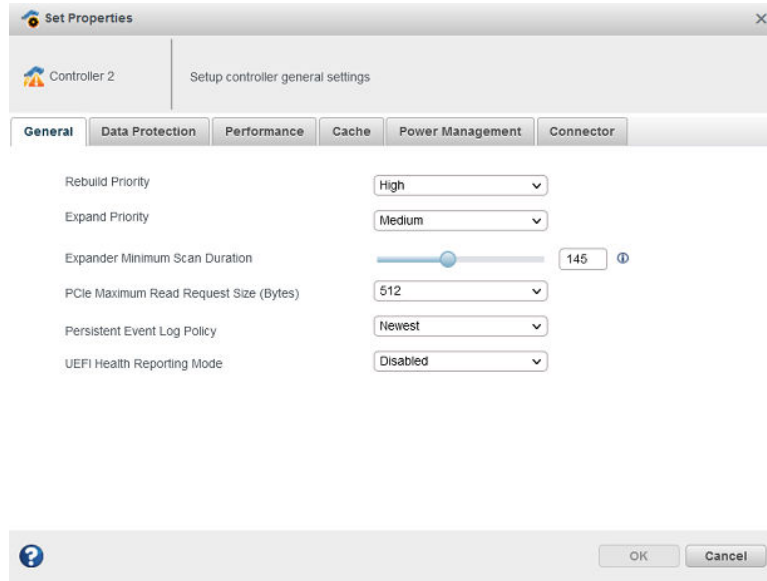 Set Properties
Controller 2 Setup controller general settings
General Data Protection Performance Cache Power Management Connector
Rebuild Priority High
Expand Priority Medium
Expander Minimum Scan Duration 145
PCIe Maximum Read Request Size (Bytes) 512
Persistent Event Log Policy Newest
UEFI Health Reporting Mode Disabled
OK Cancel